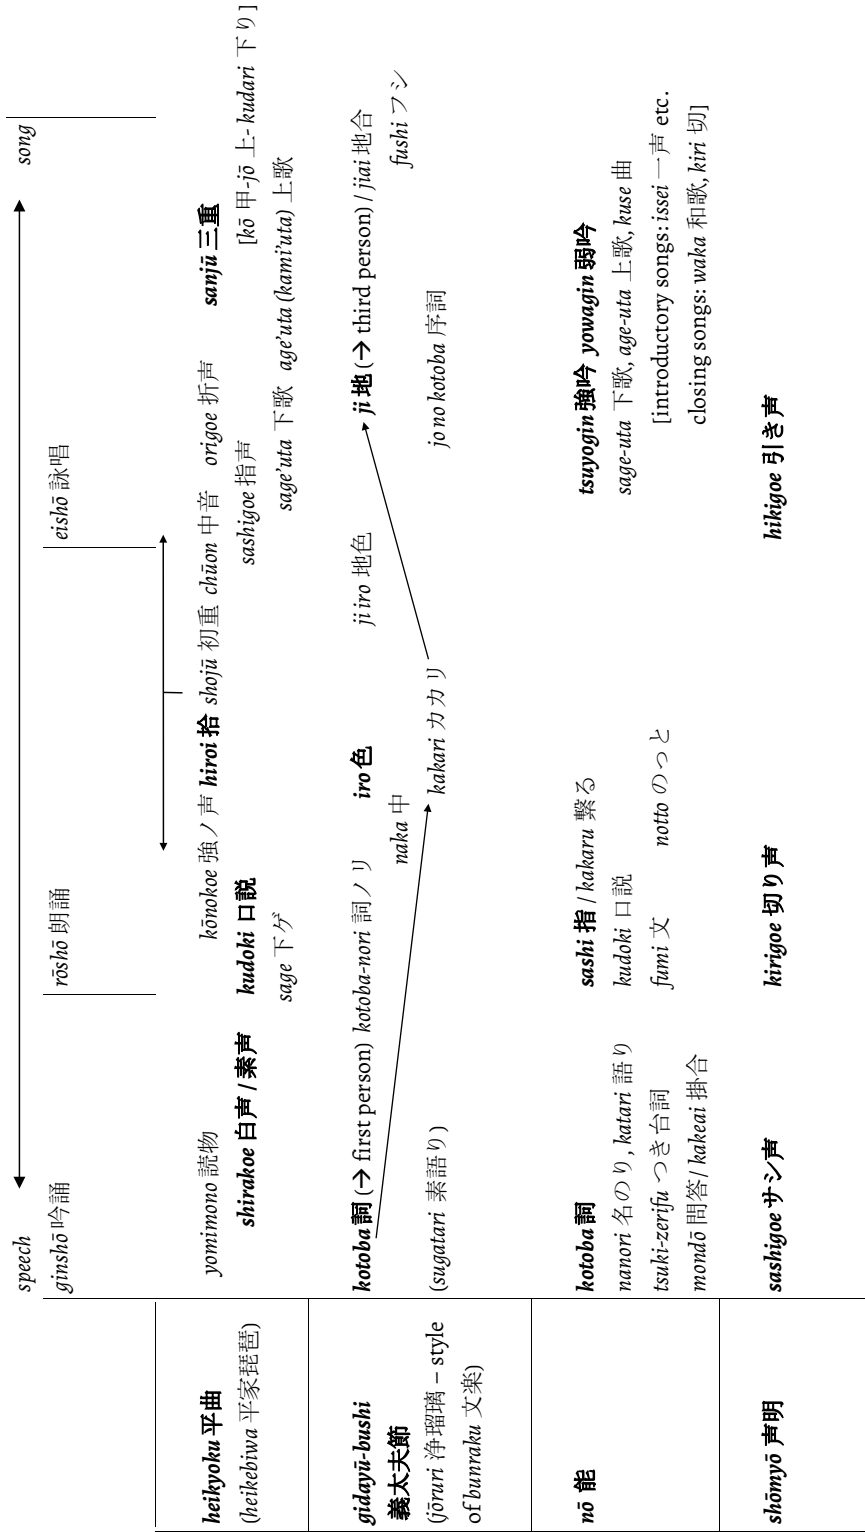 speech song
ginshō 吟誦 rōshō 朗誦 eishō 詠唱
heikyoku 平曲
(heikebiwa 平家琵琶)
yomimono 読物 kōnokoe 強ノ声 hiroi 拾 shojū 初重 chūon 中音 origoe 折声 sanjū 三重
shirakoe 白声 / 素声 kudoki 口説 sashigoe 指声 [kō 甲-jō 上- kudari 下り]
sage 下ゲ sage'uta 下歌 age'uta (kami'uta) 上歌
gidayū-bushi
義太夫節
(jōruri 浄瑠璃 – style
of bunraku 文楽)
kotoba 詞 (→ first person) kotoba-nori 詞ノリ iro 色 ji iro 地色 ji 地 (→ third person) / jiai 地合
naka 中 fushi フシ
(sugatari 素語り) kakari カカリ jo no kotoba 序詞
nō 能
kotoba 詞 sashi 指 / kakaru 繋る tsuyogin 強吟 yowagin 弱吟
nanori 名のり, katari 語り kudoki 口説 sage-uta 下歌, age-uta 上歌, kuse 曲
tsuki-zerifu つき台詞 fumi 文 notto のっと [introductory songs: issei 一声 etc.
mondō 問答 / kakeai 掛合 closing songs: waka 和歌, kiri 切]
shōmyō 声明
sashigoe サシ声 kirigoe 切り声 hikigoe 引き声